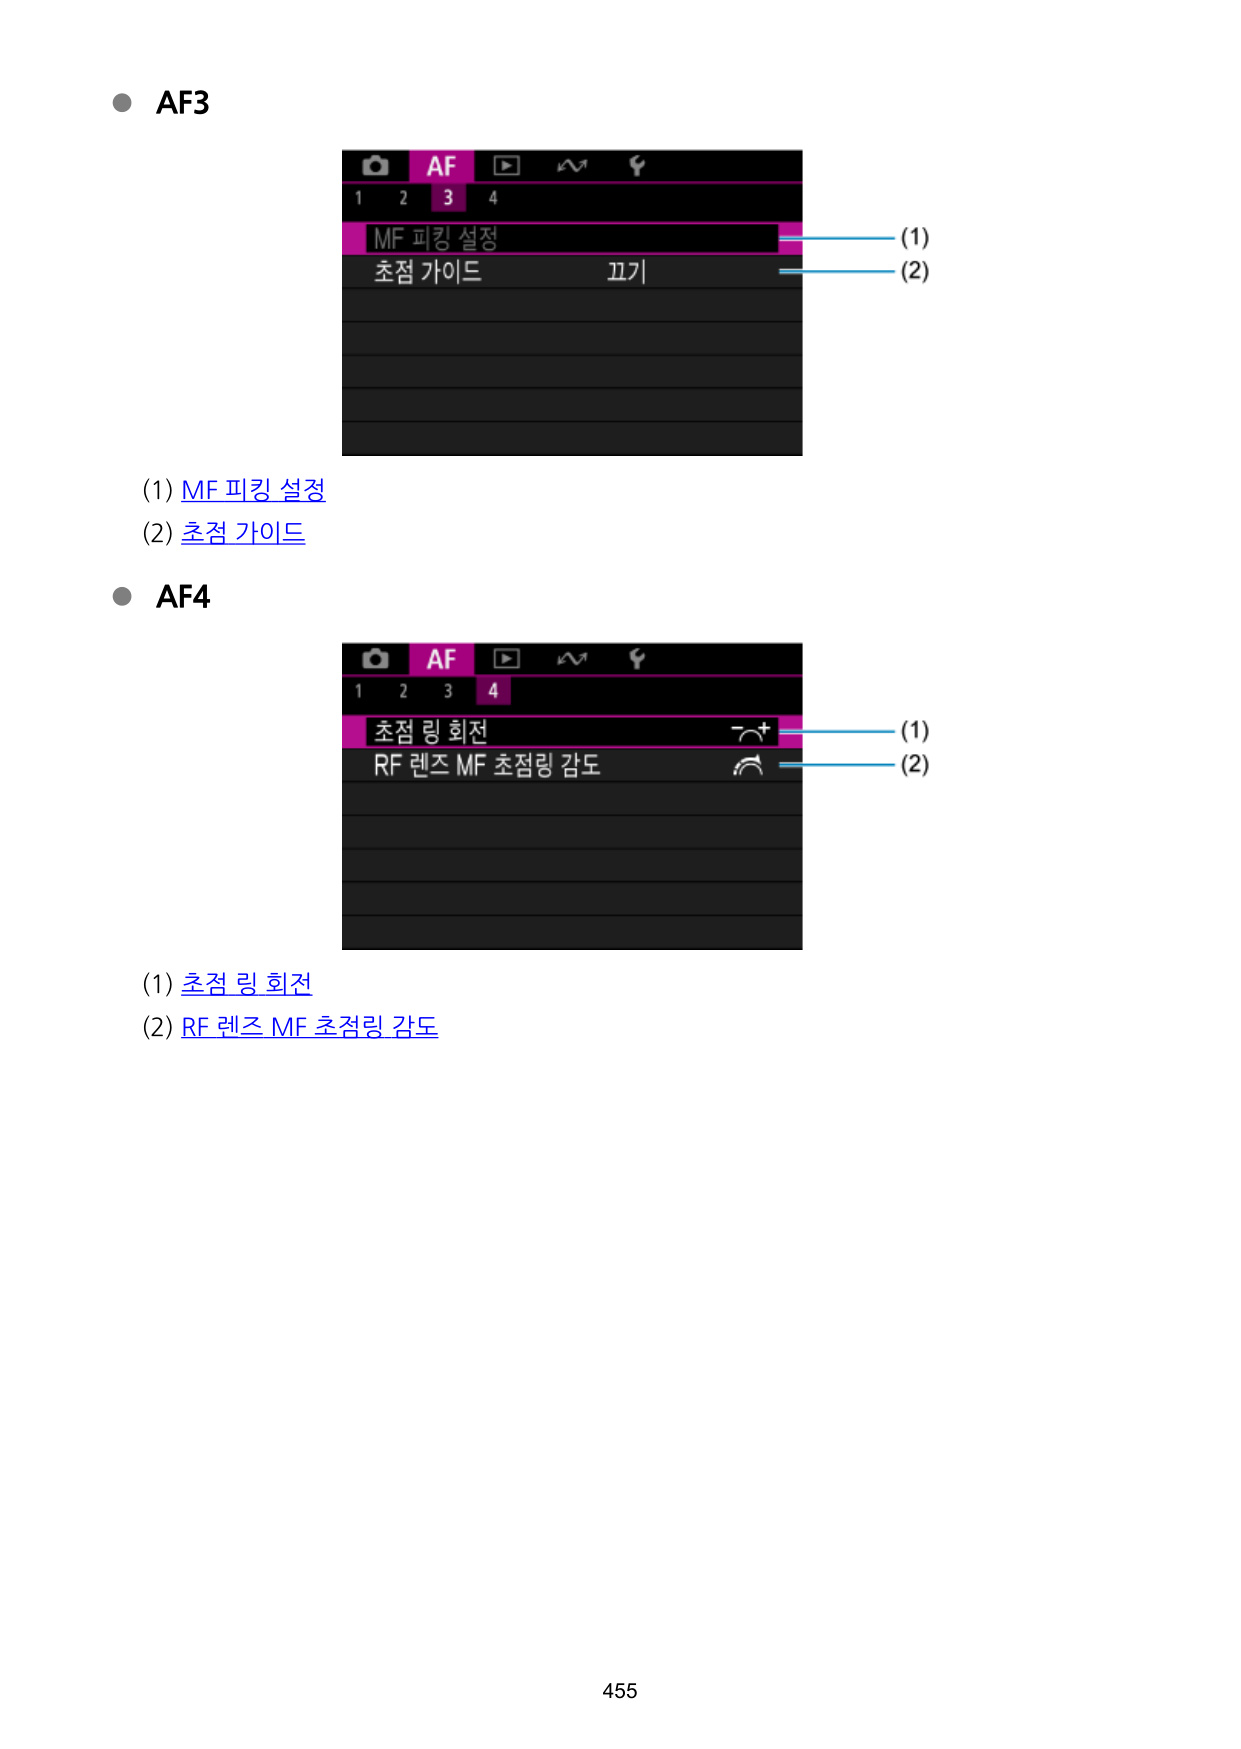 AF3
AF
1 2 3 4
MF 피킹 설정 (1)
초점 가이드 끄기 (2)
(1) MF 피킹 설정
(2) 초점 가이드
AF4
AF
1 2 3 4
초점 링 회전 (1)
RF 렌즈 MF 초점링 감도 (2)
(1) 초점 링 회전
(2) RF 렌즈 MF 초점링 감도
455